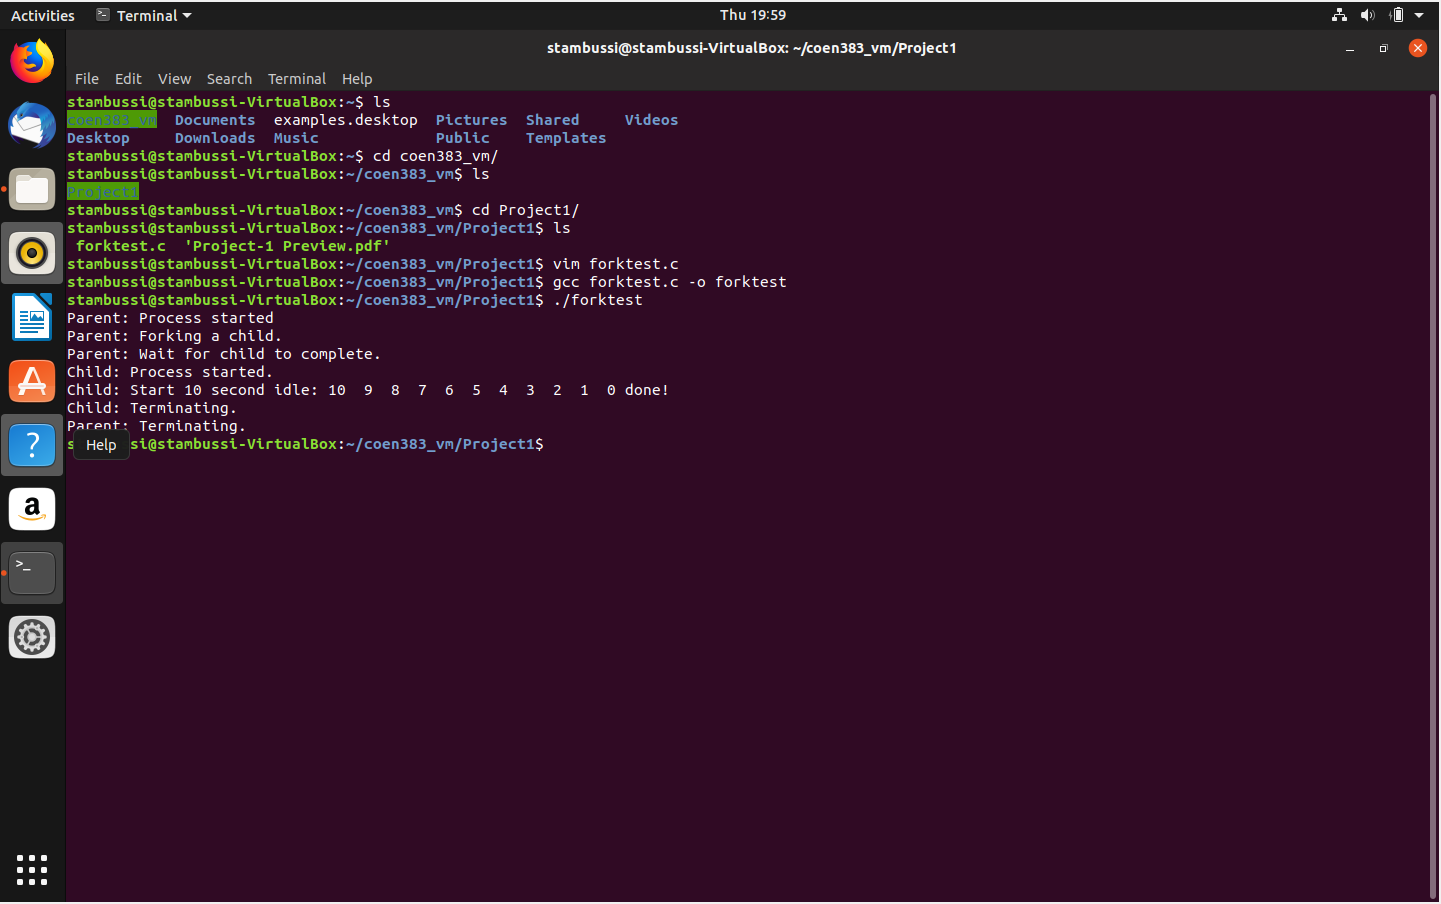 Activities Terminal Thu 19:59
stambussi@stambussi-VirtualBox: ~/coen383_vm/Project1
File Edit View Search Terminal Help
stambussi@stambussi-VirtualBox:~$ ls
coen383_vm  Documents  examples.desktop  Pictures  Shared     Videos
Desktop     Downloads  Music             Public    Templates
stambussi@stambussi-VirtualBox:~$ cd coen383_vm/
stambussi@stambussi-VirtualBox:~/coen383_vm$ ls
Project1
stambussi@stambussi-VirtualBox:~/coen383_vm$ cd Project1/
stambussi@stambussi-VirtualBox:~/coen383_vm/Project1$ ls
 forktest.c  'Project-1 Preview.pdf'
stambussi@stambussi-VirtualBox:~/coen383_vm/Project1$ vim forktest.c
stambussi@stambussi-VirtualBox:~/coen383_vm/Project1$ gcc forktest.c -o forktest
stambussi@stambussi-VirtualBox:~/coen383_vm/Project1$ ./forktest
Parent: Process started
Parent: Forking a child.
Parent: Wait for child to complete.
Child: Process started.
Child: Start 10 second idle: 10  9  8  7  6  5  4  3  2  1  0 done!
Child: Terminating.
Parent: Terminating.
Help si@stambussi-VirtualBox:~/coen383_vm/Project1$